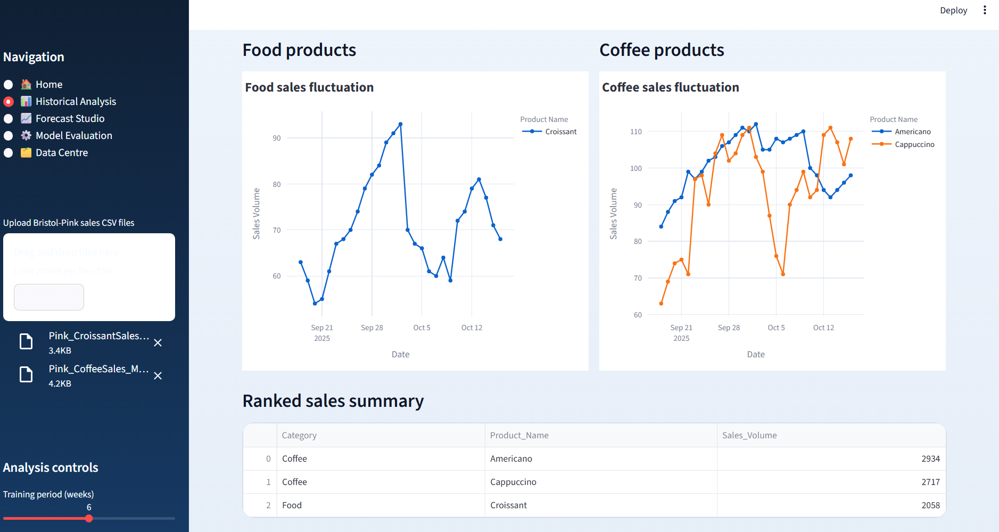 Deploy
Navigation
Home
Historical Analysis
Forecast Studio
Model Evaluation
Data Centre
Upload Bristol-Pink sales CSV files
Drag and drop files here
Limit 200MB per file • CSV
Pink_CroissantSales...
3.4KB
Pink_CoffeeSales_M...
4.2KB
Analysis controls
Training period (weeks)
6
Food products
Food sales fluctuation
Product Name
Croissant
90
80
70
60
Sales Volume
Sep 21
2025
Sep 28
Oct 5
Oct 12
Date
Coffee products
Coffee sales fluctuation
Product Name
Americano
Cappuccino
110
100
90
80
70
60
Sales Volume
Sep 21
2025
Sep 28
Oct 5
Oct 12
Date
Ranked sales summary
Category Product_Name Sales_Volume
0 Coffee Americano 2934
1 Coffee Cappuccino 2717
2 Food Croissant 2058